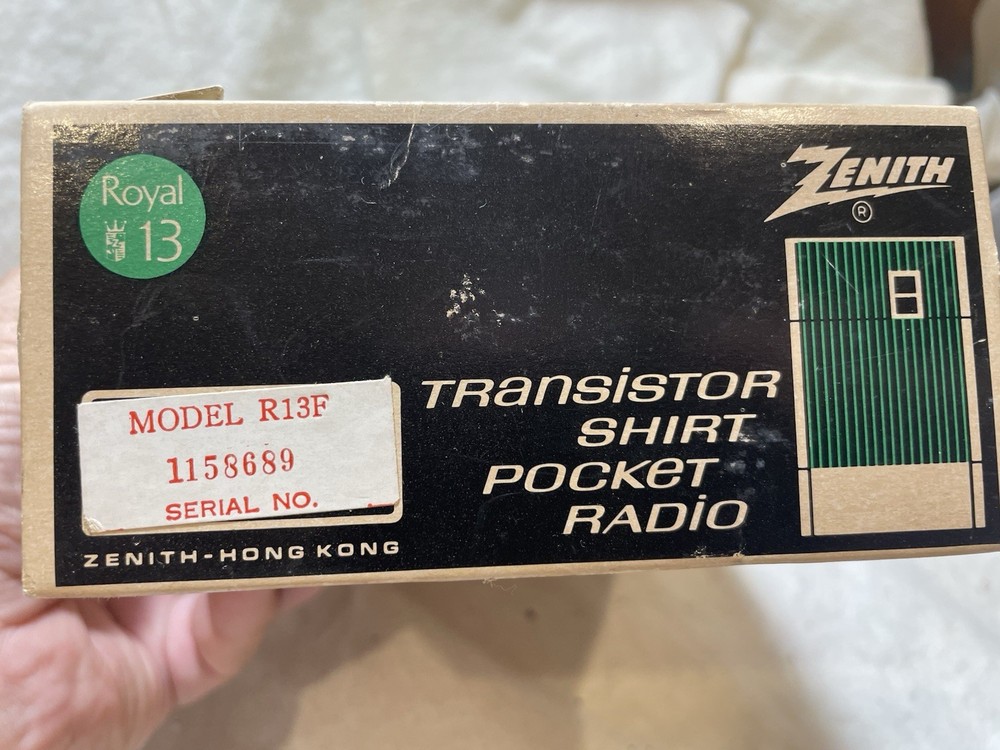 Royal
13
ZENITH
®
MODEL R13F
1158689
SERIAL NO.
ZENITH-HONG KONG
TRansisTOR
SHIRT
POCKeT
RADiO